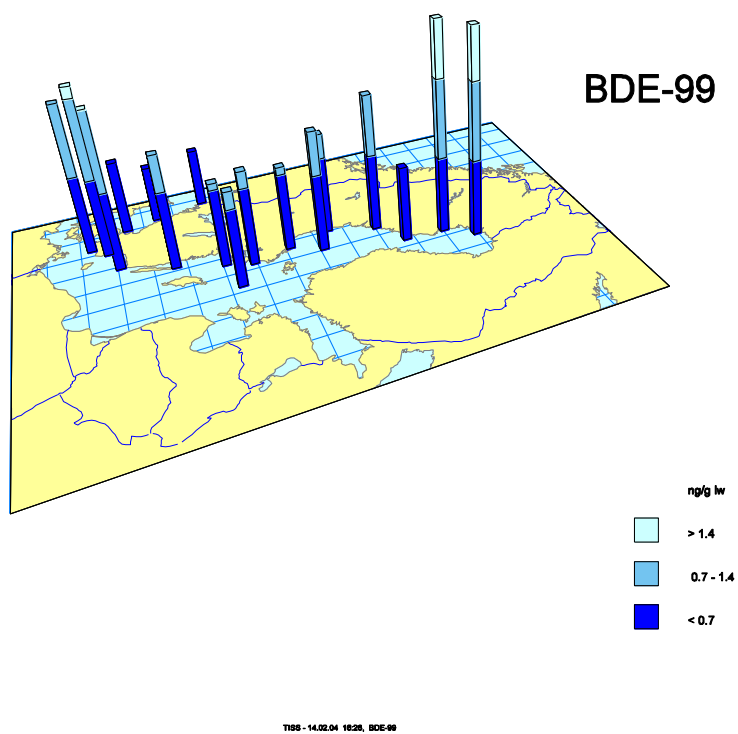 BDE-99
ng/g lw
> 1.4
0.7 - 1.4
< 0.7
TISS - 14.02.04 16:26, BDE-99